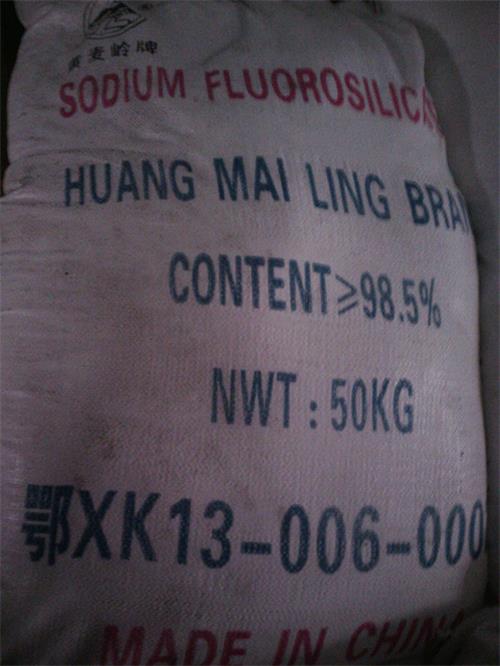 黄麦岭牌
SODIUM FLUOROSILICA
HUANG MAI LING BRA
CONTENT≥98.5%
NWT:50KG
鄂XK13-006-000
MADE IN CHINA